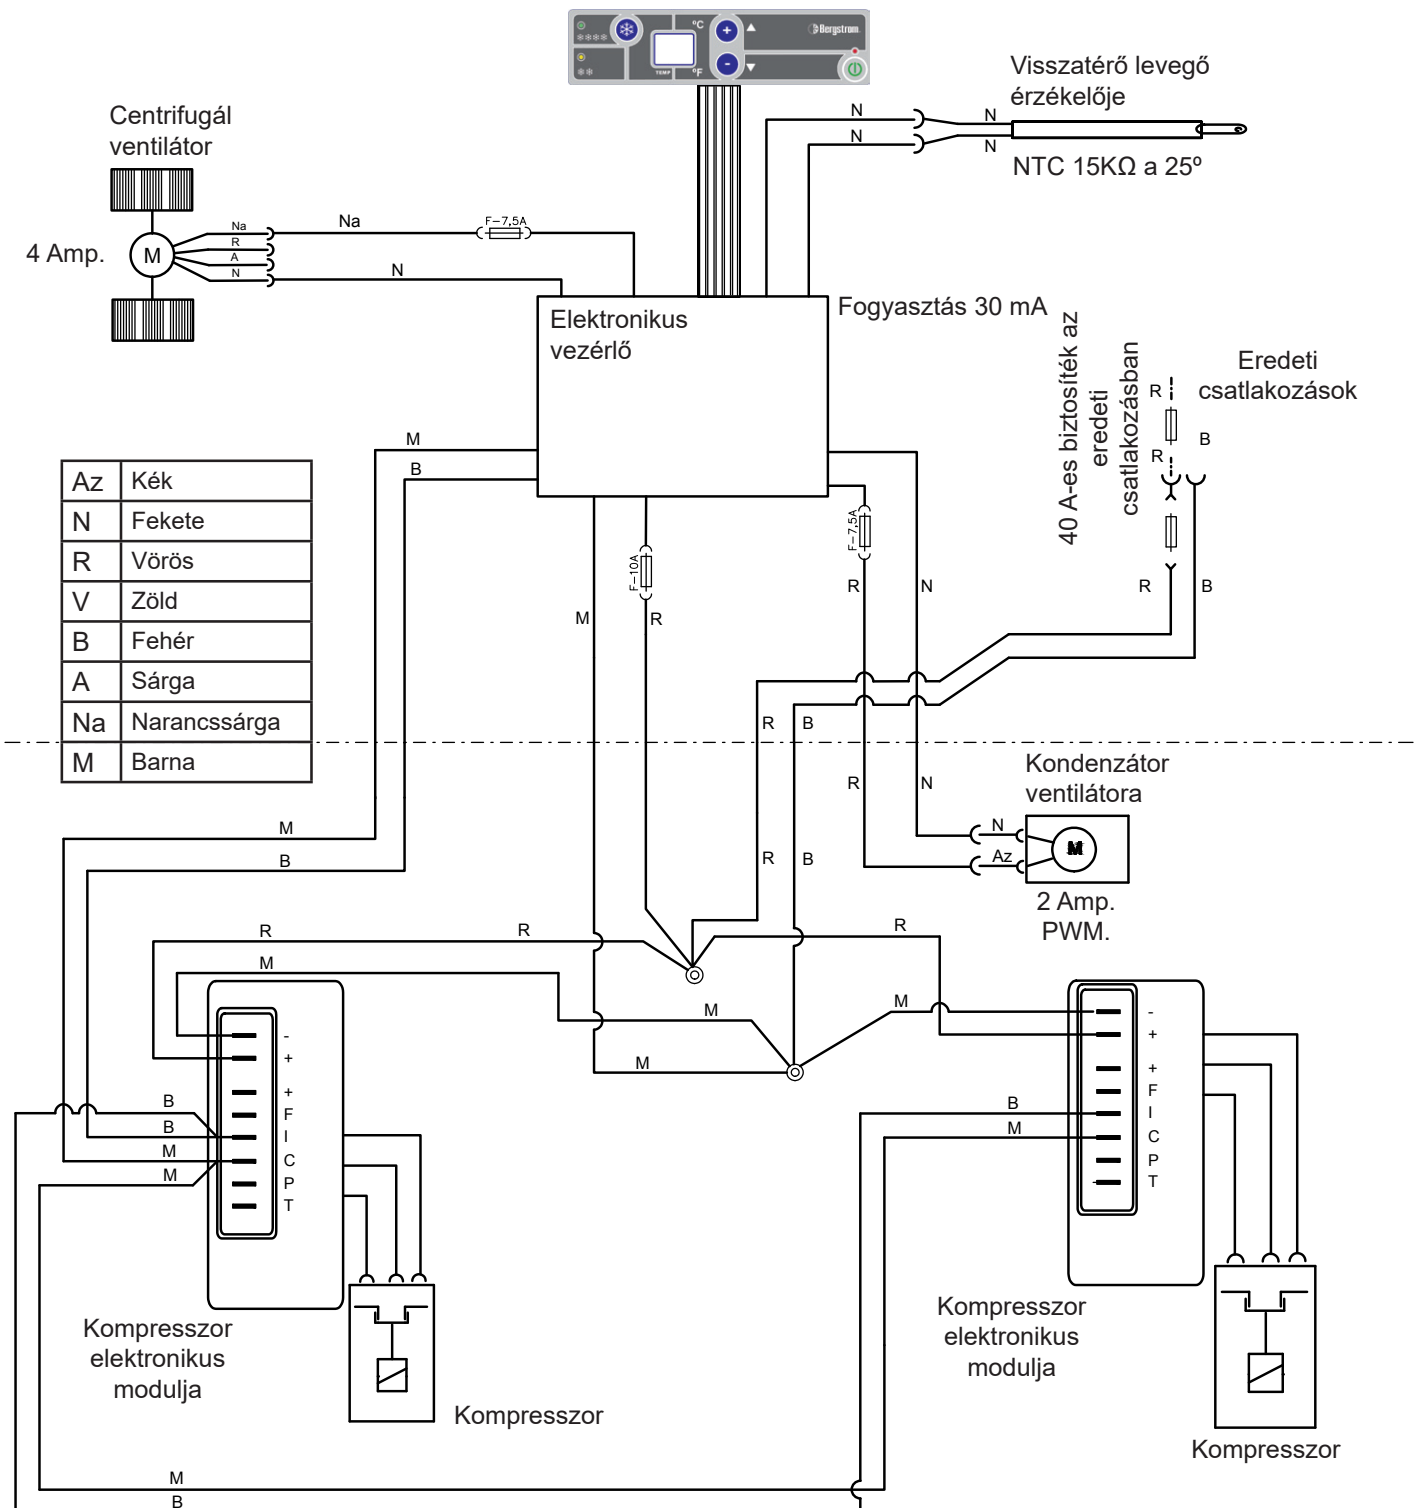 °C
Bergstrom
TEMP
°F
Visszatérő levegő
érzékelője
N
N
N
N
NTC 15KΩ a 25º
Centrifugál
ventilátor
4 Amp.
M
Na
R
A
N
Na
F-7,5A
N
Elektronikus
vezérlő
Fogyasztás 30 mA
40 A-es biztosíték az
eredeti
csatlakozásban
Eredeti
csatlakozások
R
B
R
R
B
M
B
Az Kék
N Fekete
R Vörös
V Zöld
B Fehér
A Sárga
Na Narancssárga
M Barna
F-10A
F-7,5A
M
R
R
N
R
B
R
N
Kondenzátor
ventilátora
N
Az
M
2 Amp.
PWM.
M
B
R
B
R
R
M
R
M
M
M
-
+
+
F
I
C
P
T
B
B
M
M
-
+
+
F
I
C
P
T
B
M
Kompresszor
elektronikus
modulja
Kompresszor
Kompresszor
elektronikus
modulja
Kompresszor
M
B